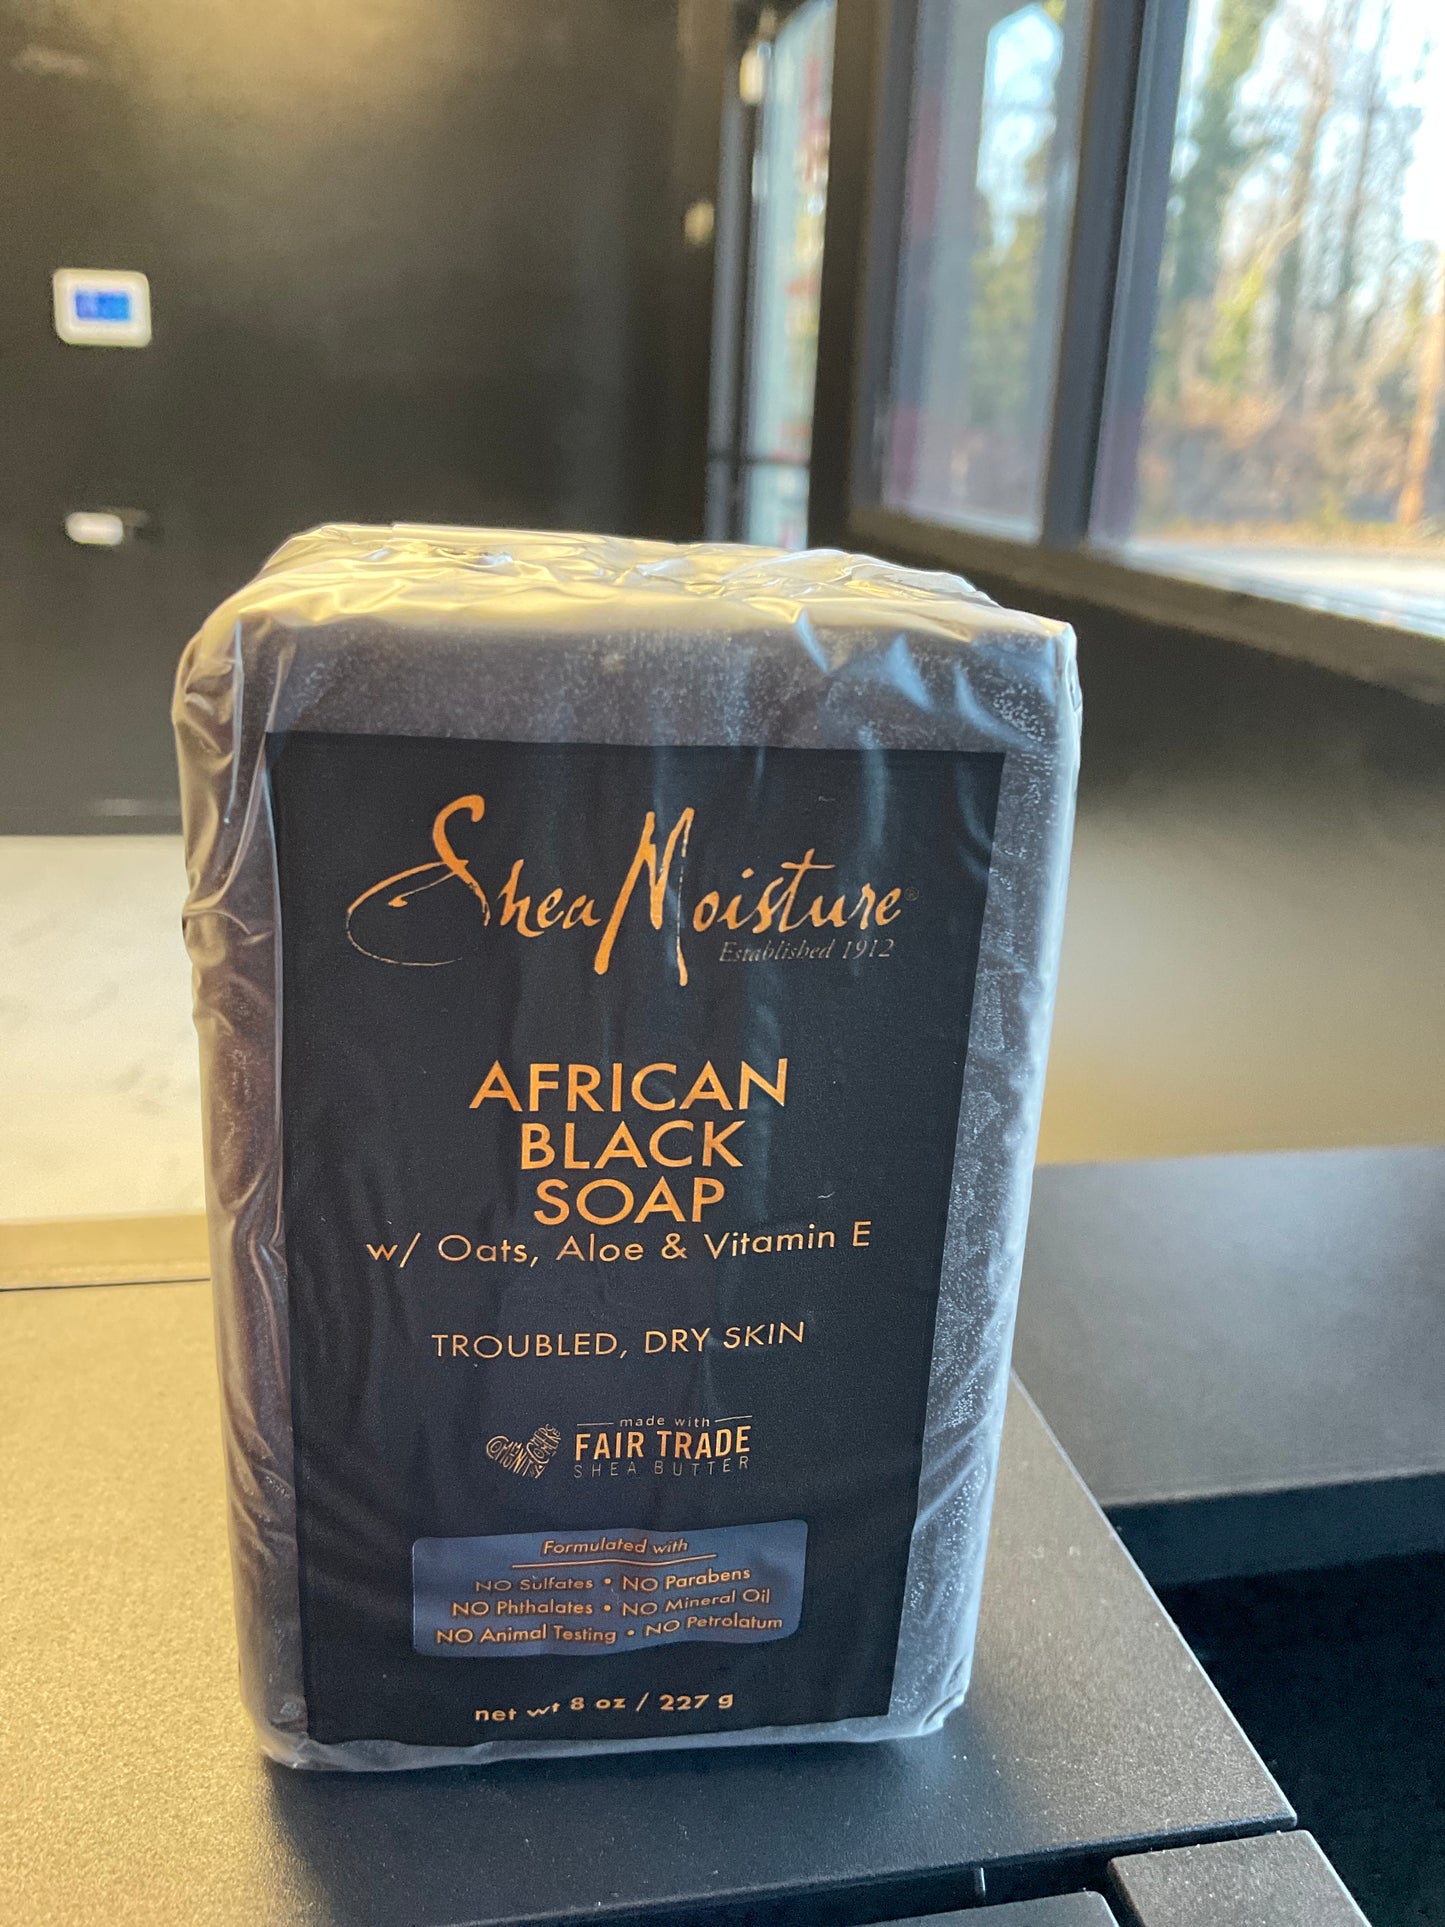 SheaMoisture®
Established 1912
AFRICAN
BLACK
SOAP
w/ Oats, Aloe & Vitamin E
TROUBLED, DRY SKIN
COMMUNITY COMMERCE
made with
FAIR TRADE
SHEA BUTTER
Formulated with
NO Sulfates • NO Parabens
NO Phthalates • NO Mineral Oil
NO Animal Testing • NO Petrolatum
net wt 8 oz / 227 g